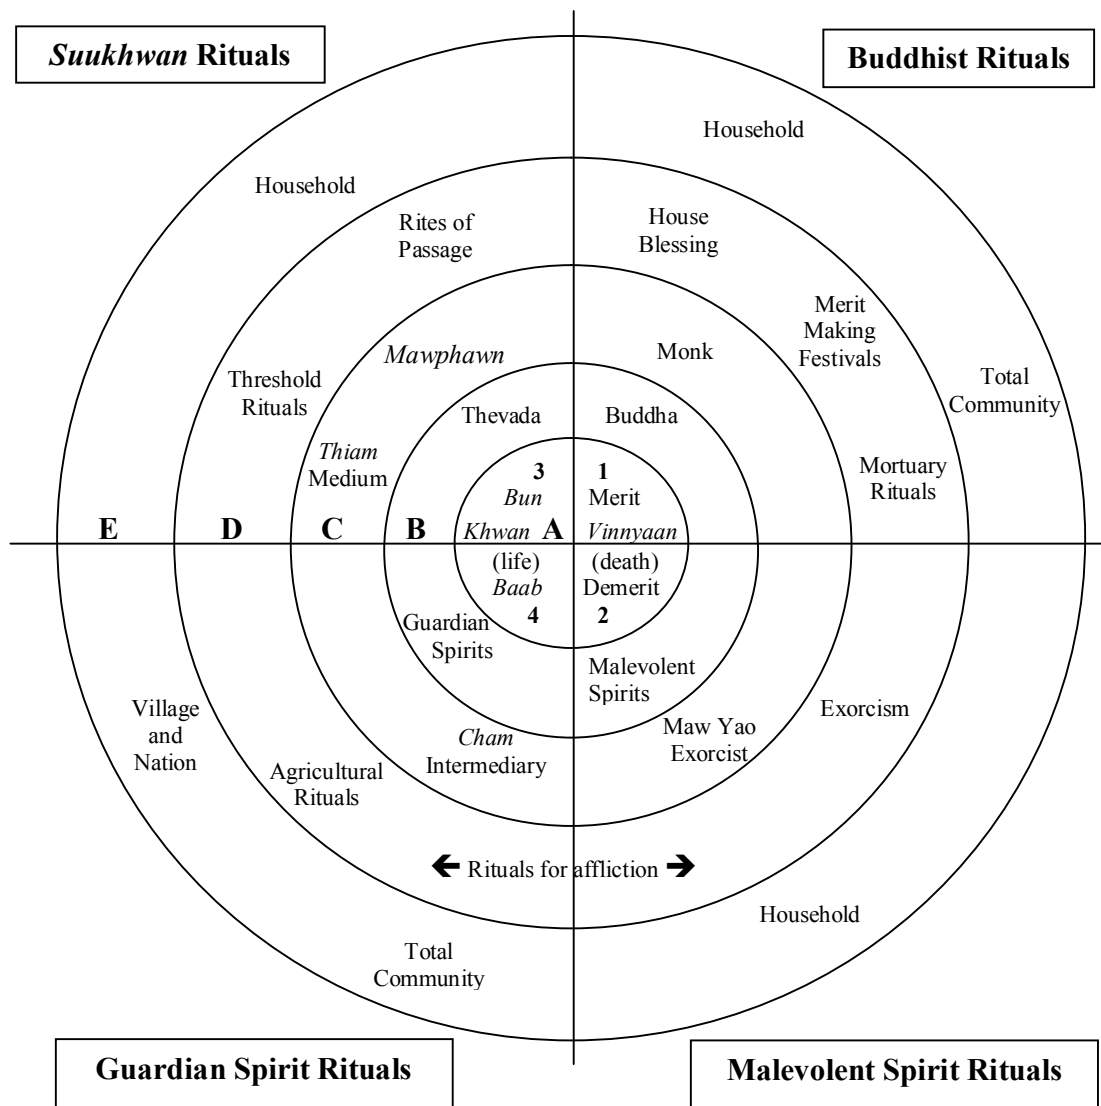 Suukhwan Rituals
Buddhist Rituals
Household
Household
Rites of
Passage
House
Blessing
Merit
Making
Festivals
Mawphawn
Monk
Threshold
Rituals
Total
Community
Thevada
Buddha
Thiam
Medium
Mortuary
Rituals
3
1
Bun
Merit
E
D
C
B
Khwan
A
Vinnyaan
(life)
(death)
Baab
Demerit
4
2
Guardian
Spirits
Malevolent
Spirits
Village
and
Nation
Exorcism
Cham
Intermediary
Maw Yao
Exorcist
Agricultural
Rituals
🡸 Rituals for affliction 🡺
Household
Total
Community
Guardian Spirit Rituals
Malevolent Spirit Rituals